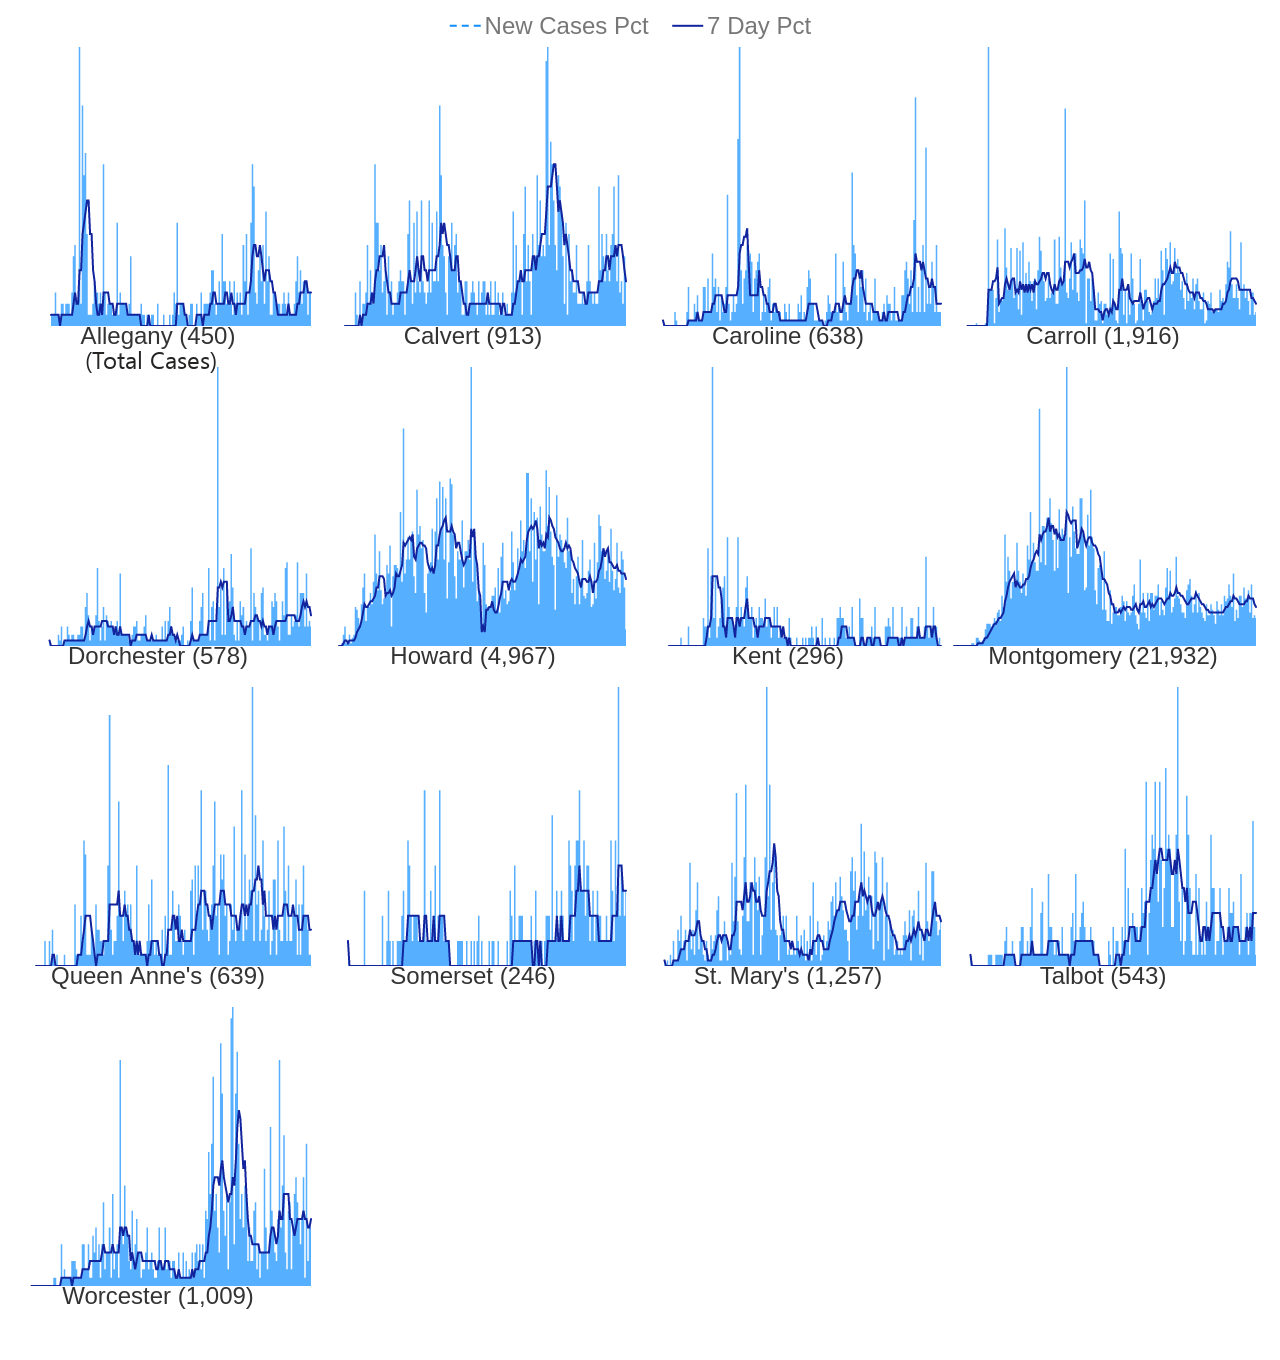 New Cases Pct 7 Day Pct
Allegany (450) Calvert (913) Caroline (638) Carroll (1,916)
(Total Cases)
Dorchester (578) Howard (4,967) Kent (296) Montgomery (21,932)
Queen Anne's (639) Somerset (246) St. Mary's (1,257) Talbot (543)
Worcester (1,009)